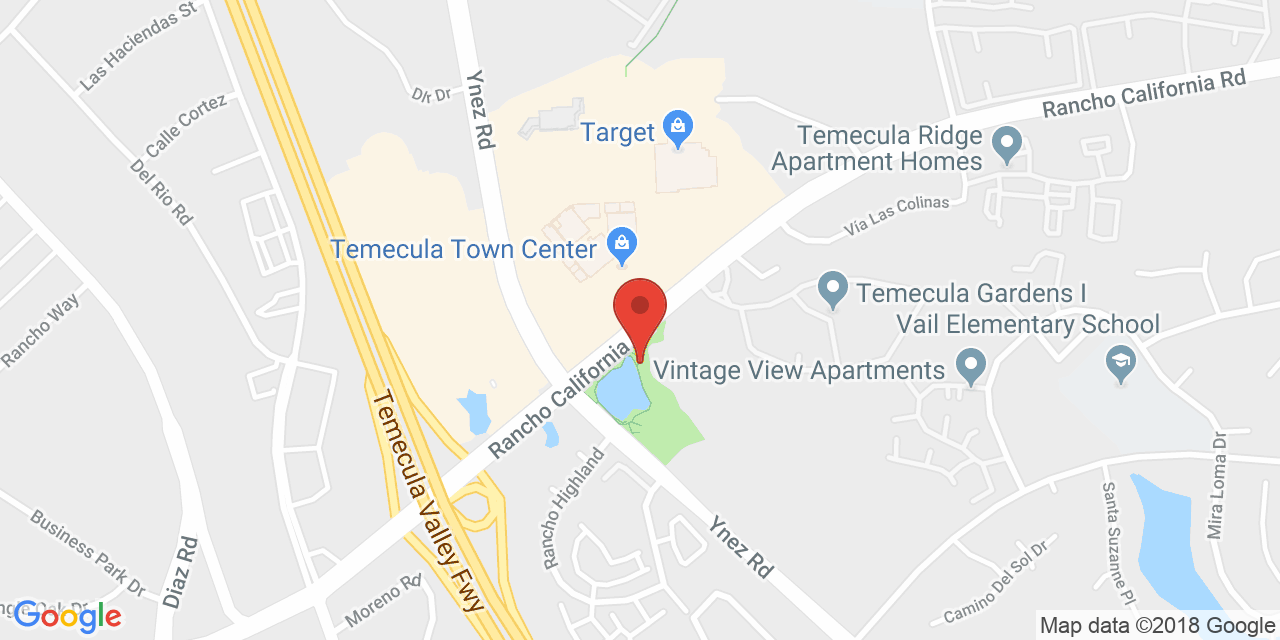 Las Haciendas St
Ynez Rd
D/r Dr
Calle Cortez
Del Rio Rd
Rancho California Rd
Target
Temecula Ridge
Apartment Homes
Via Las Colinas
Temecula Town Center
Temecula Gardens I
Vail Elementary School
Rancho Way
Rancho California
Vintage View Apartments
Temecula Valley Fwy
Rancho Highland
Mira Loma Dr
Santa Suzanne Pl
Business Park Dr
Diaz Rd
Ynez Rd
Camino Del Sol Dr
Moreno Rd
Oak Dr
Google
Map data ©2018 Google